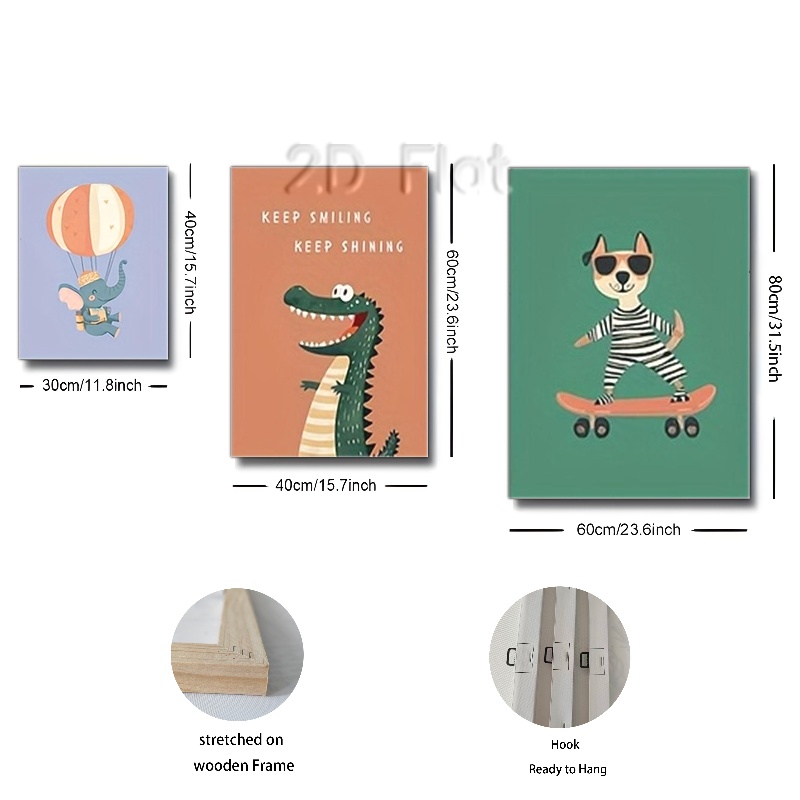 2D Flat
KEEP SMILING
KEEP SHINING
40cm/15.7inch
60cm/23.6inch
80cm/31.5inch
30cm/11.8inch
40cm/15.7inch
60cm/23.6inch
stretched on
wooden Frame
Hook
Ready to Hang